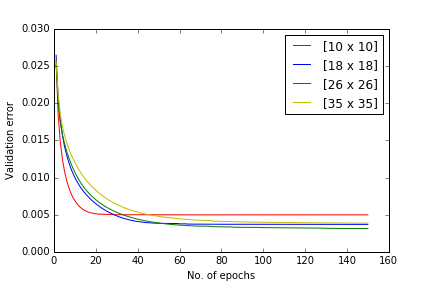 0.030
0.025
0.020
0.015
0.010
0.005
0.000
Validation error
[10 x 10]
[18 x 18]
[26 x 26]
[35 x 35]
0 20 40 60 80 100 120 140 160
No. of epochs